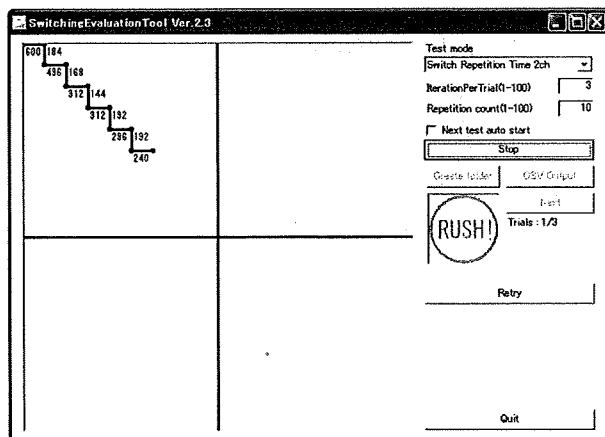 SwitchingEvaluationTool Ver.2.3
600 184
496 168
312 144
312 192
296 192
240
Test mode
Switch Repetition Time 2ch
IterationPerTrial(1-100) 3
Repetition count(1-100) 10
Next test auto start
Stop
Create folder CSV Output
Next
RUSH!
Trials : 1/3
Retry
Quit